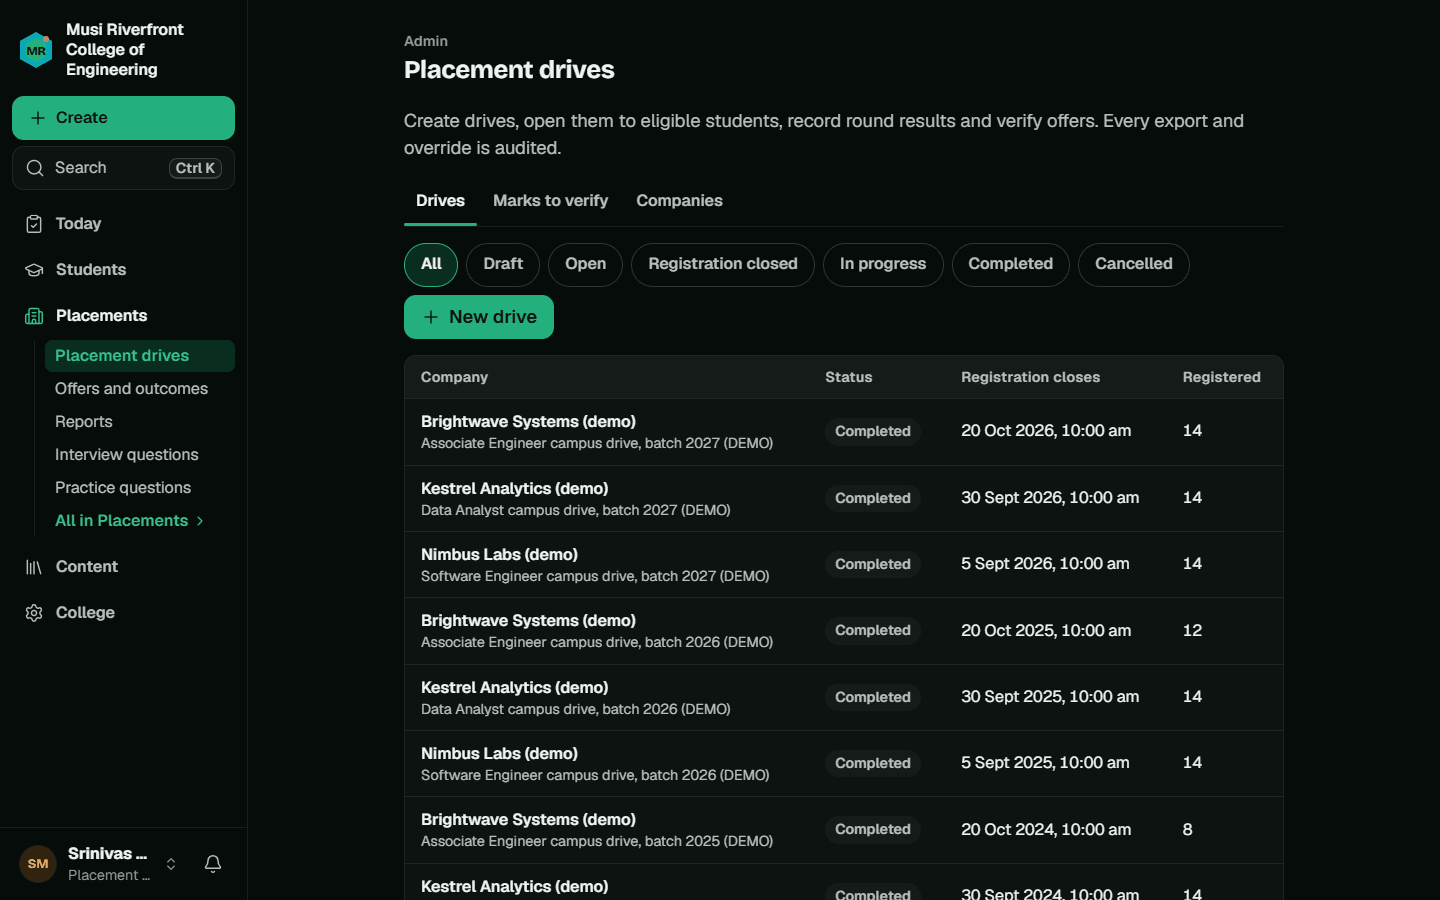 MR
Musi Riverfront
College of
Engineering
Create
Search
Ctrl K
Today
Students
Placements
Placement drives
Offers and outcomes
Reports
Interview questions
Practice questions
All in Placements
Content
College
SM
Srinivas ...
Placement ...
Admin
Placement drives
Create drives, open them to eligible students, record round results and verify offers. Every export and
override is audited.
Drives Marks to verify Companies
All Draft Open Registration closed In progress Completed Cancelled
New drive
Company Status Registration closes Registered
Brightwave Systems (demo)
Associate Engineer campus drive, batch 2027 (DEMO)
Completed 20 Oct 2026, 10:00 am 14
Kestrel Analytics (demo)
Data Analyst campus drive, batch 2027 (DEMO)
Completed 30 Sept 2026, 10:00 am 14
Nimbus Labs (demo)
Software Engineer campus drive, batch 2027 (DEMO)
Completed 5 Sept 2026, 10:00 am 14
Brightwave Systems (demo)
Associate Engineer campus drive, batch 2026 (DEMO)
Completed 20 Oct 2025, 10:00 am 12
Kestrel Analytics (demo)
Data Analyst campus drive, batch 2026 (DEMO)
Completed 30 Sept 2025, 10:00 am 14
Nimbus Labs (demo)
Software Engineer campus drive, batch 2026 (DEMO)
Completed 5 Sept 2025, 10:00 am 14
Brightwave Systems (demo)
Associate Engineer campus drive, batch 2025 (DEMO)
Completed 20 Oct 2024, 10:00 am 8
Kestrel Analytics (demo)
Completed 30 Sept 2024, 10:00 am 14